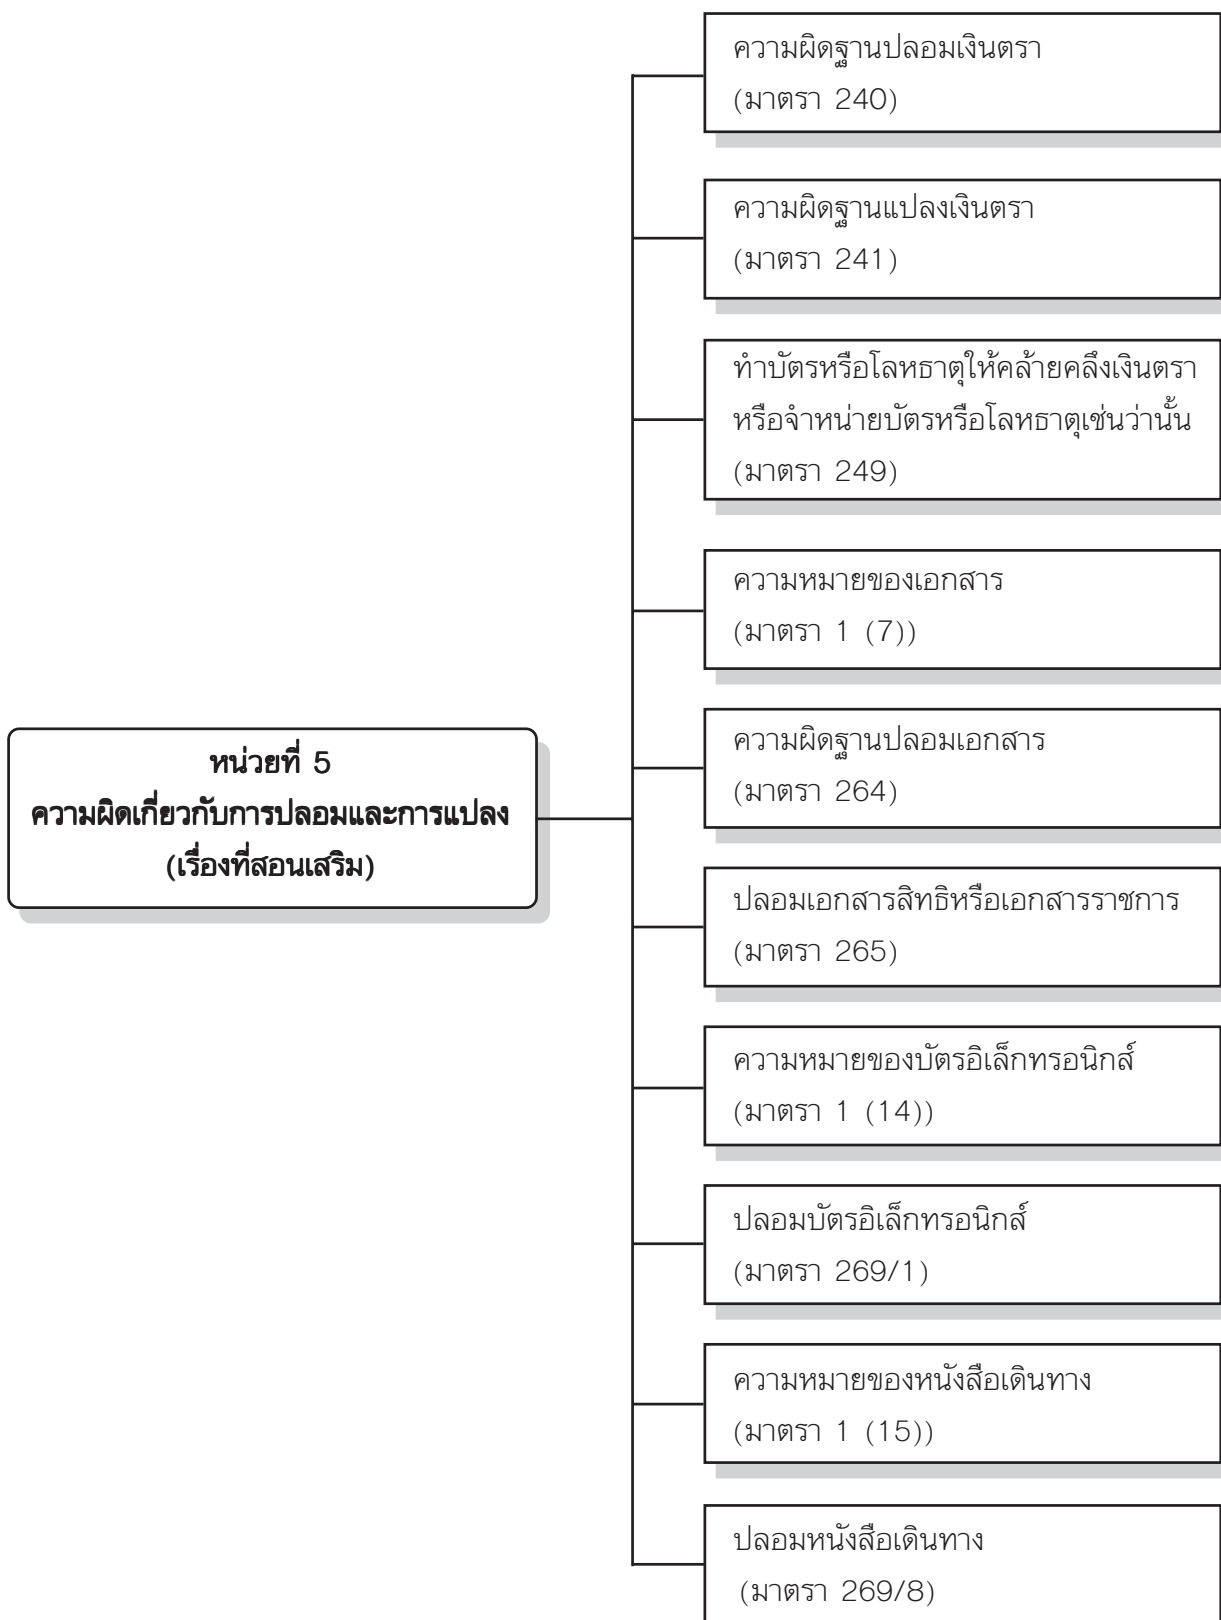 ความผิดฐานปลอมเงินตรา
(มาตรา 240)
ความผิดฐานแปลงเงินตรา
(มาตรา 241)
ทำบัตรหรือโลหธาตุให้คล้ายคลึงเงินตรา
หรือจำหน่ายบัตรหรือโลหธาตุเช่นว่านั้น
(มาตรา 249)
ความหมายของเอกสาร
(มาตรา 1 (7))
หน่วยที่ 5
ความผิดเกี่ยวกับการปลอมและการแปลง
(เรื่องที่สอนเสริม)
ความผิดฐานปลอมเอกสาร
(มาตรา 264)
ปลอมเอกสารสิทธิหรือเอกสารราชการ
(มาตรา 265)
ความหมายของบัตรอิเล็กทรอนิกส์
(มาตรา 1 (14))
ปลอมบัตรอิเล็กทรอนิกส์
(มาตรา 269/1)
ความหมายของหนังสือเดินทาง
(มาตรา 1 (15))
ปลอมหนังสือเดินทาง
(มาตรา 269/8)